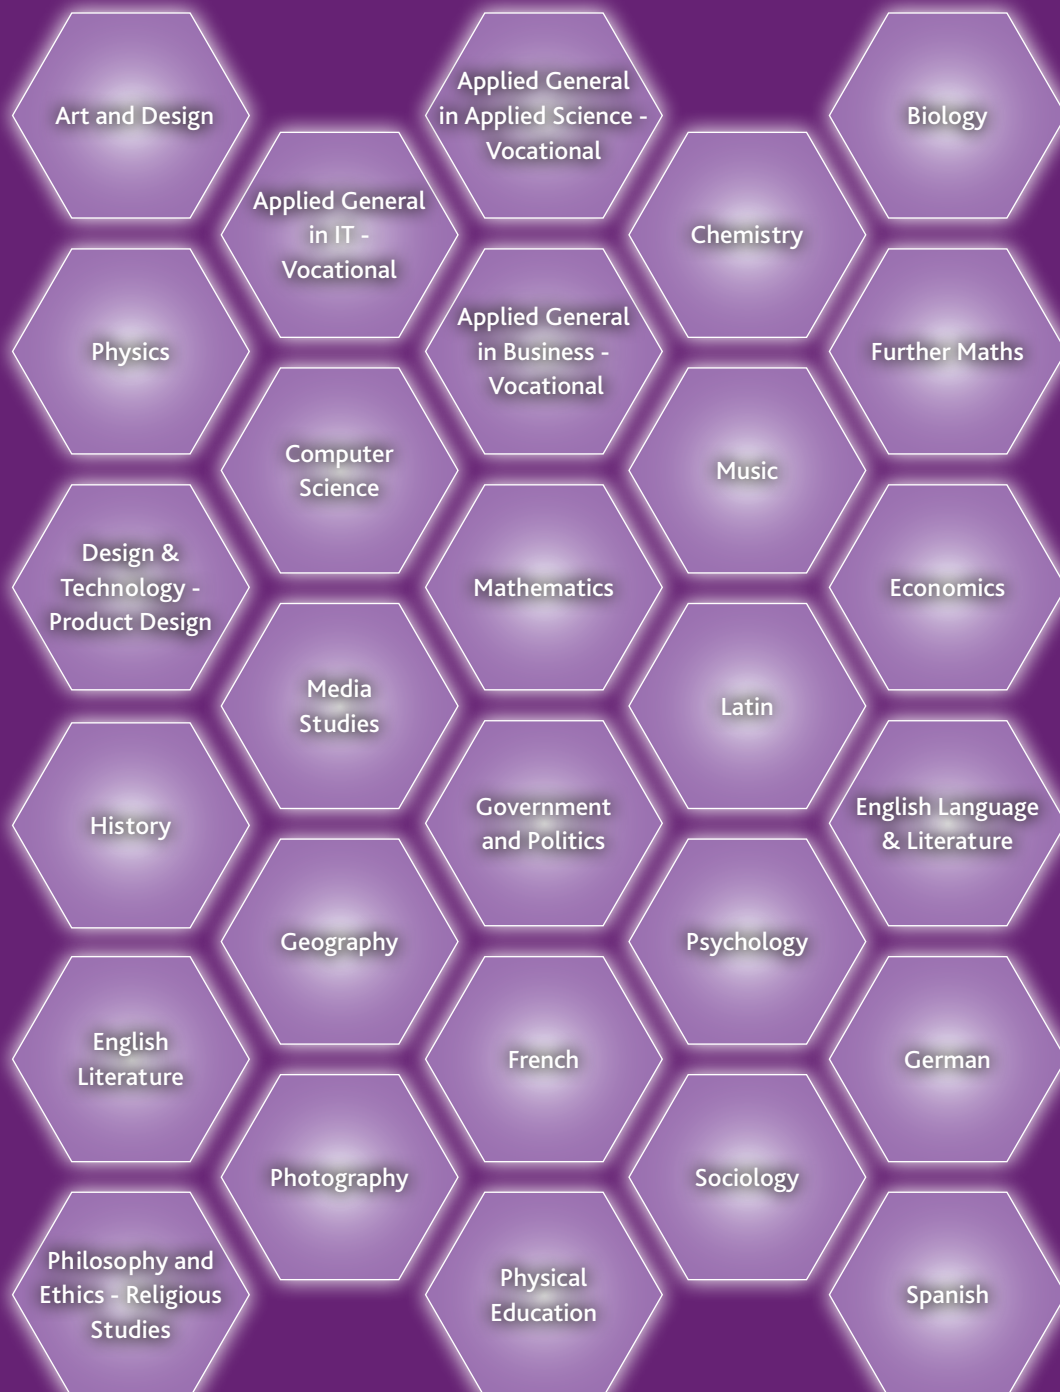 Art and Design
Applied General
in Applied Science -
Vocational
Biology
Applied General
in IT -
Vocational
Chemistry
Physics
Applied General
in Business -
Vocational
Further Maths
Computer
Science
Music
Design &
Technology -
Product Design
Mathematics
Economics
Media
Studies
Latin
History
Government
and Politics
English Language
& Literature
Geography
Psychology
English
Literature
French
German
Photography
Sociology
Philosophy and
Ethics - Religious
Studies
Physical
Education
Spanish